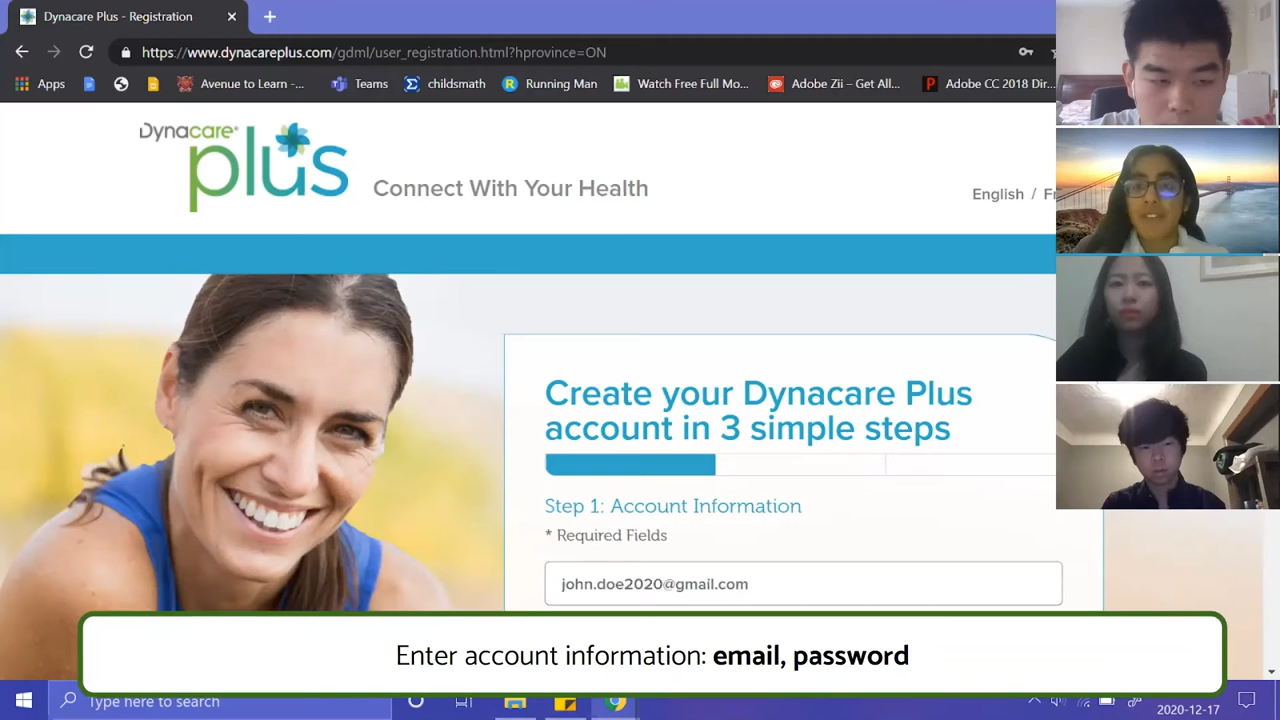 Dynacare Plus - Registration
https://www.dynacareplus.com/gdml/user_registration.html?hprovince=ON
Apps
Avenue to Learn -...
Teams
childsmath
Running Man
Watch Free Full Mo...
Adobe Zii – Get All...
Adobe CC 2018 Dir...
Dynacare
plus
Connect With Your Health
English / Fr
Create your Dynacare Plus
account in 3 simple steps
Step 1: Account Information
* Required Fields
john.doe2020@gmail.com
Enter account information: email, password
Type here to search
2020-12-17